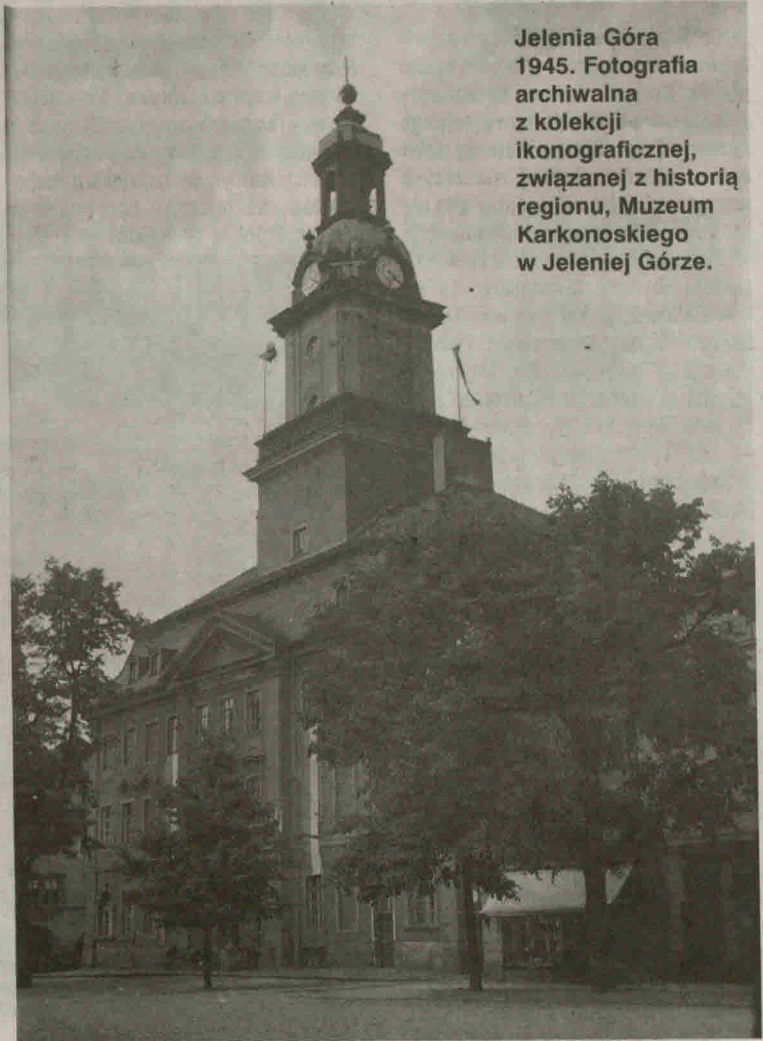 Jelenia Góra
1945. Fotografia
archiwalna
z kolekcji
ikonograficznej,
związanej z historią
regionu, Muzeum
Karkonoskiego
w Jeleniej Górze.